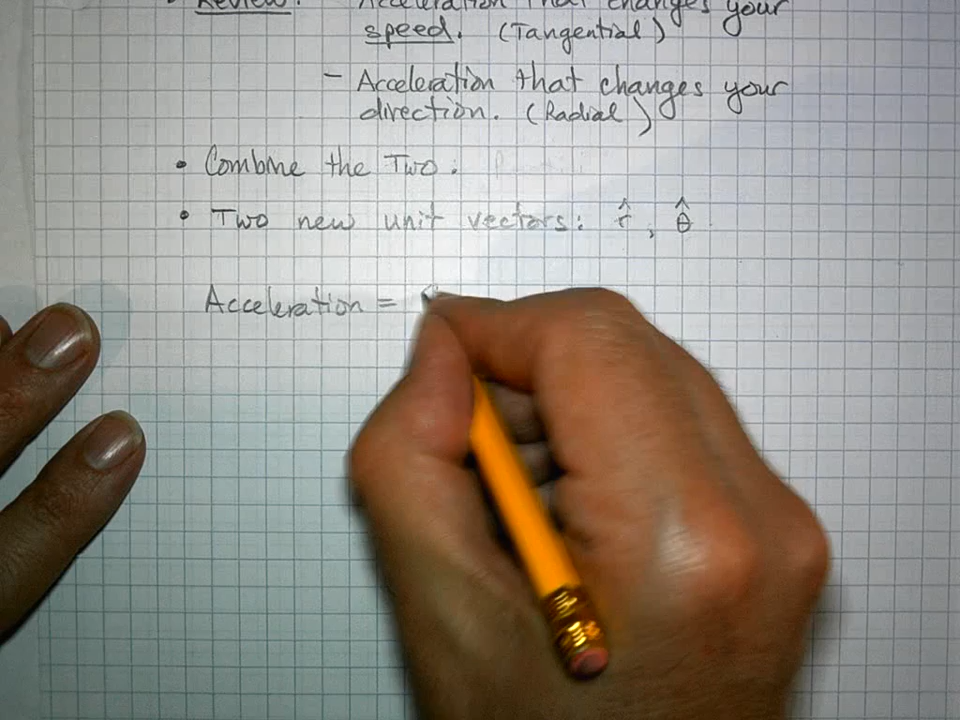 Review: Acceleration that changes your
speed. (Tangential)
- Acceleration that changes your
direction. (Radial)
• Combine the Two.
• Two new unit vectors: r̂, θ̂
Acceleration =